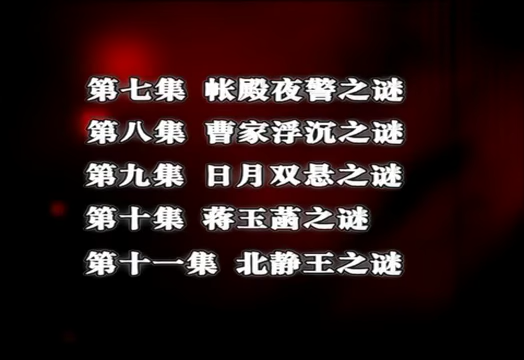 第七集 帐殿夜警之谜
第八集 曹家浮沉之谜
第九集 日月双悬之谜
第十集 蒋玉菡之谜
第十一集 北静王之谜